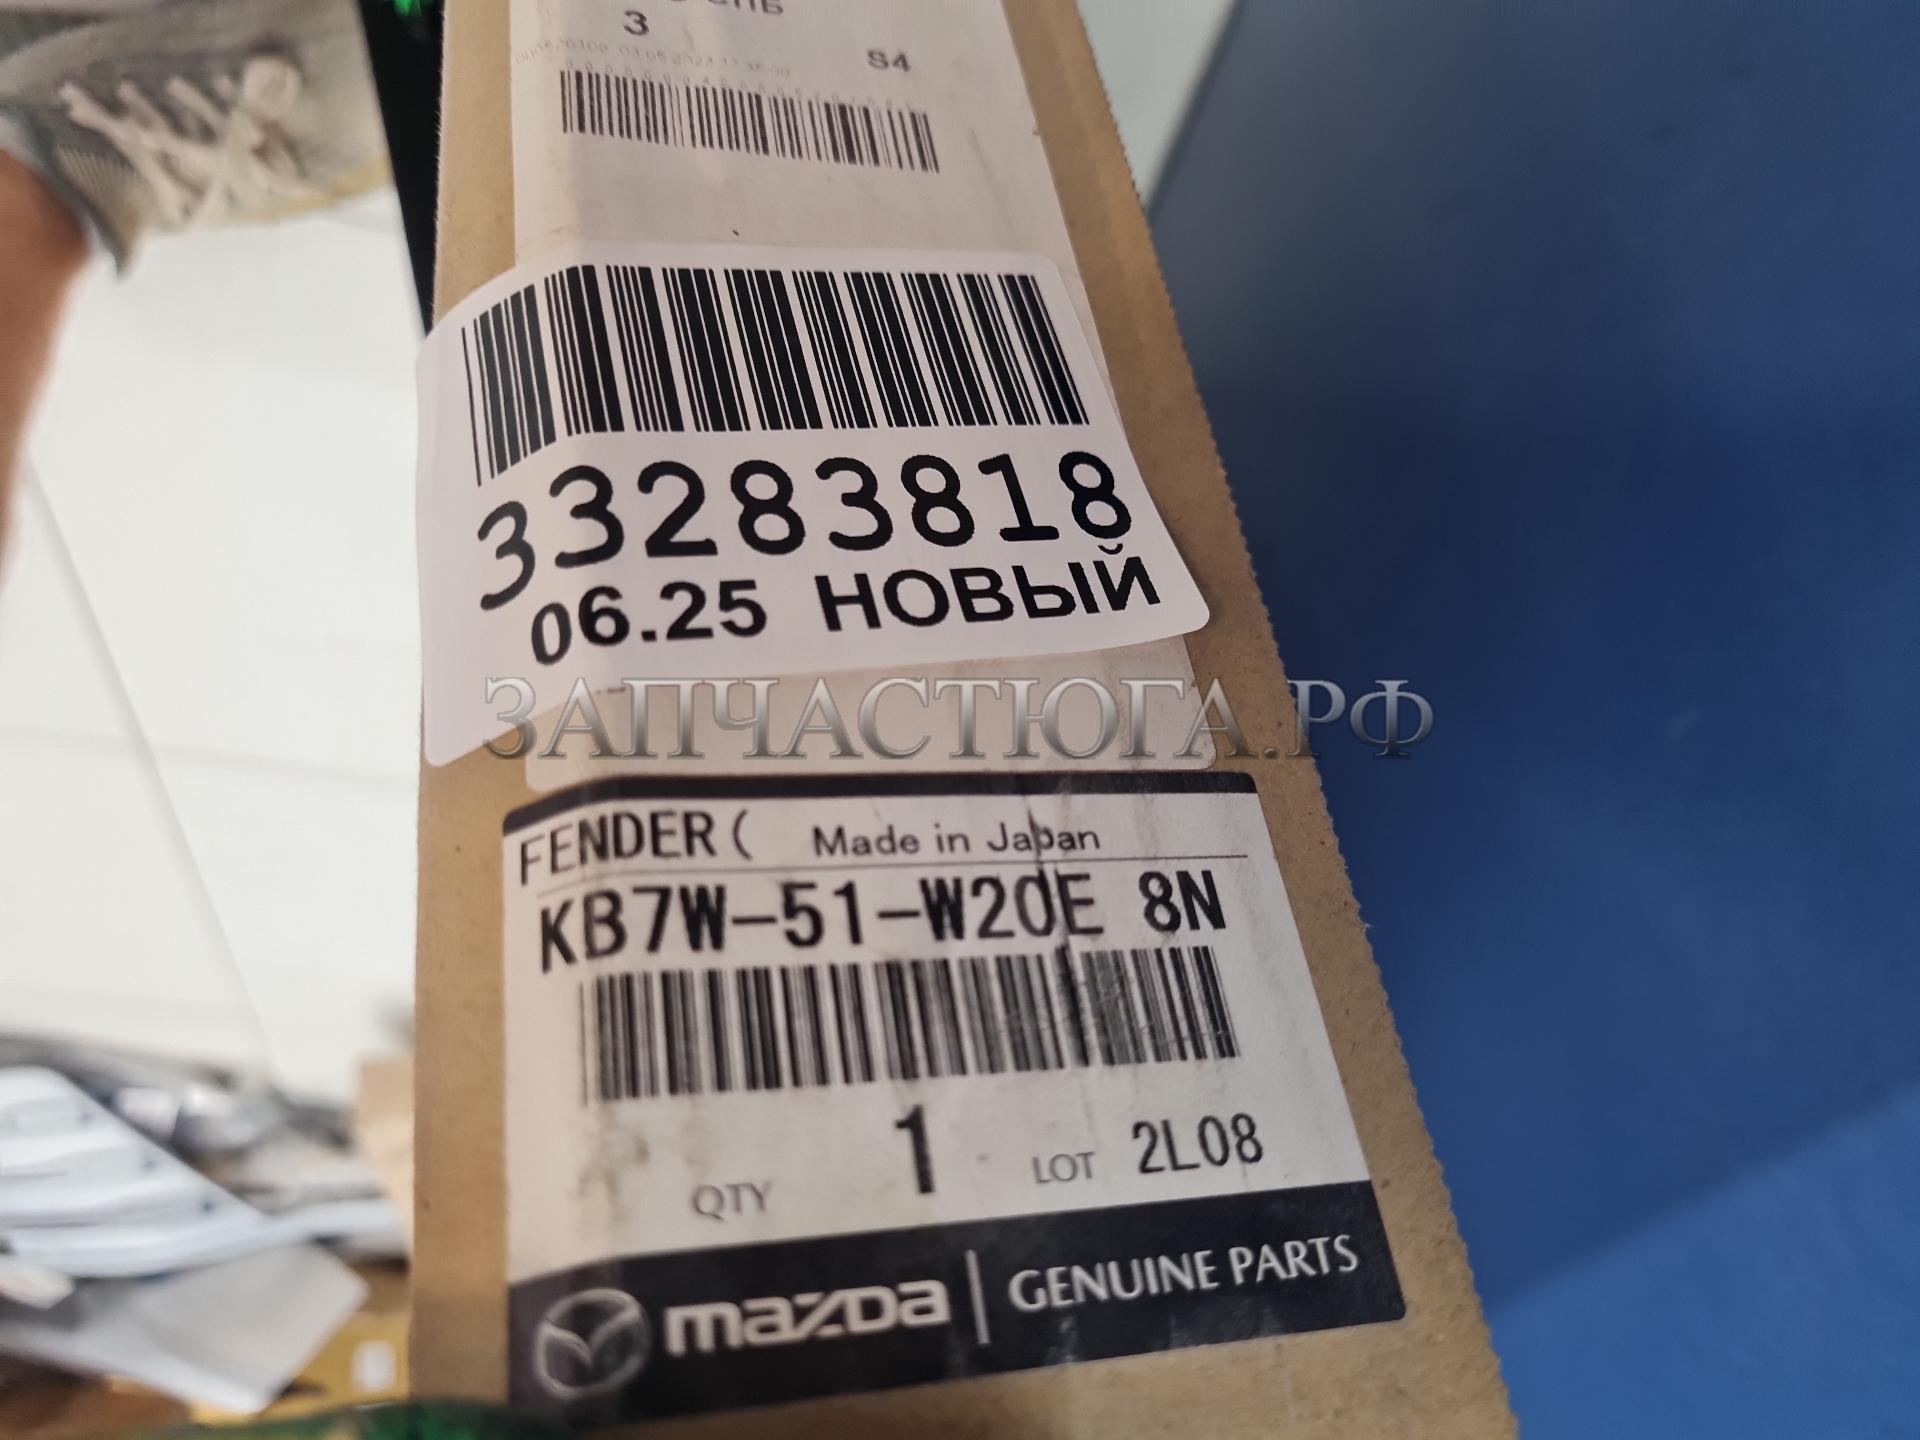 3
S4
33283818
06.25 НОВЫЙ
ЗАПЧАСТЮГА.РФ
FENDER ( Made in Japan
KB7W-51-W20E 8N
QTY 1 LOT 2L08
mazDa GENUINE PARTS